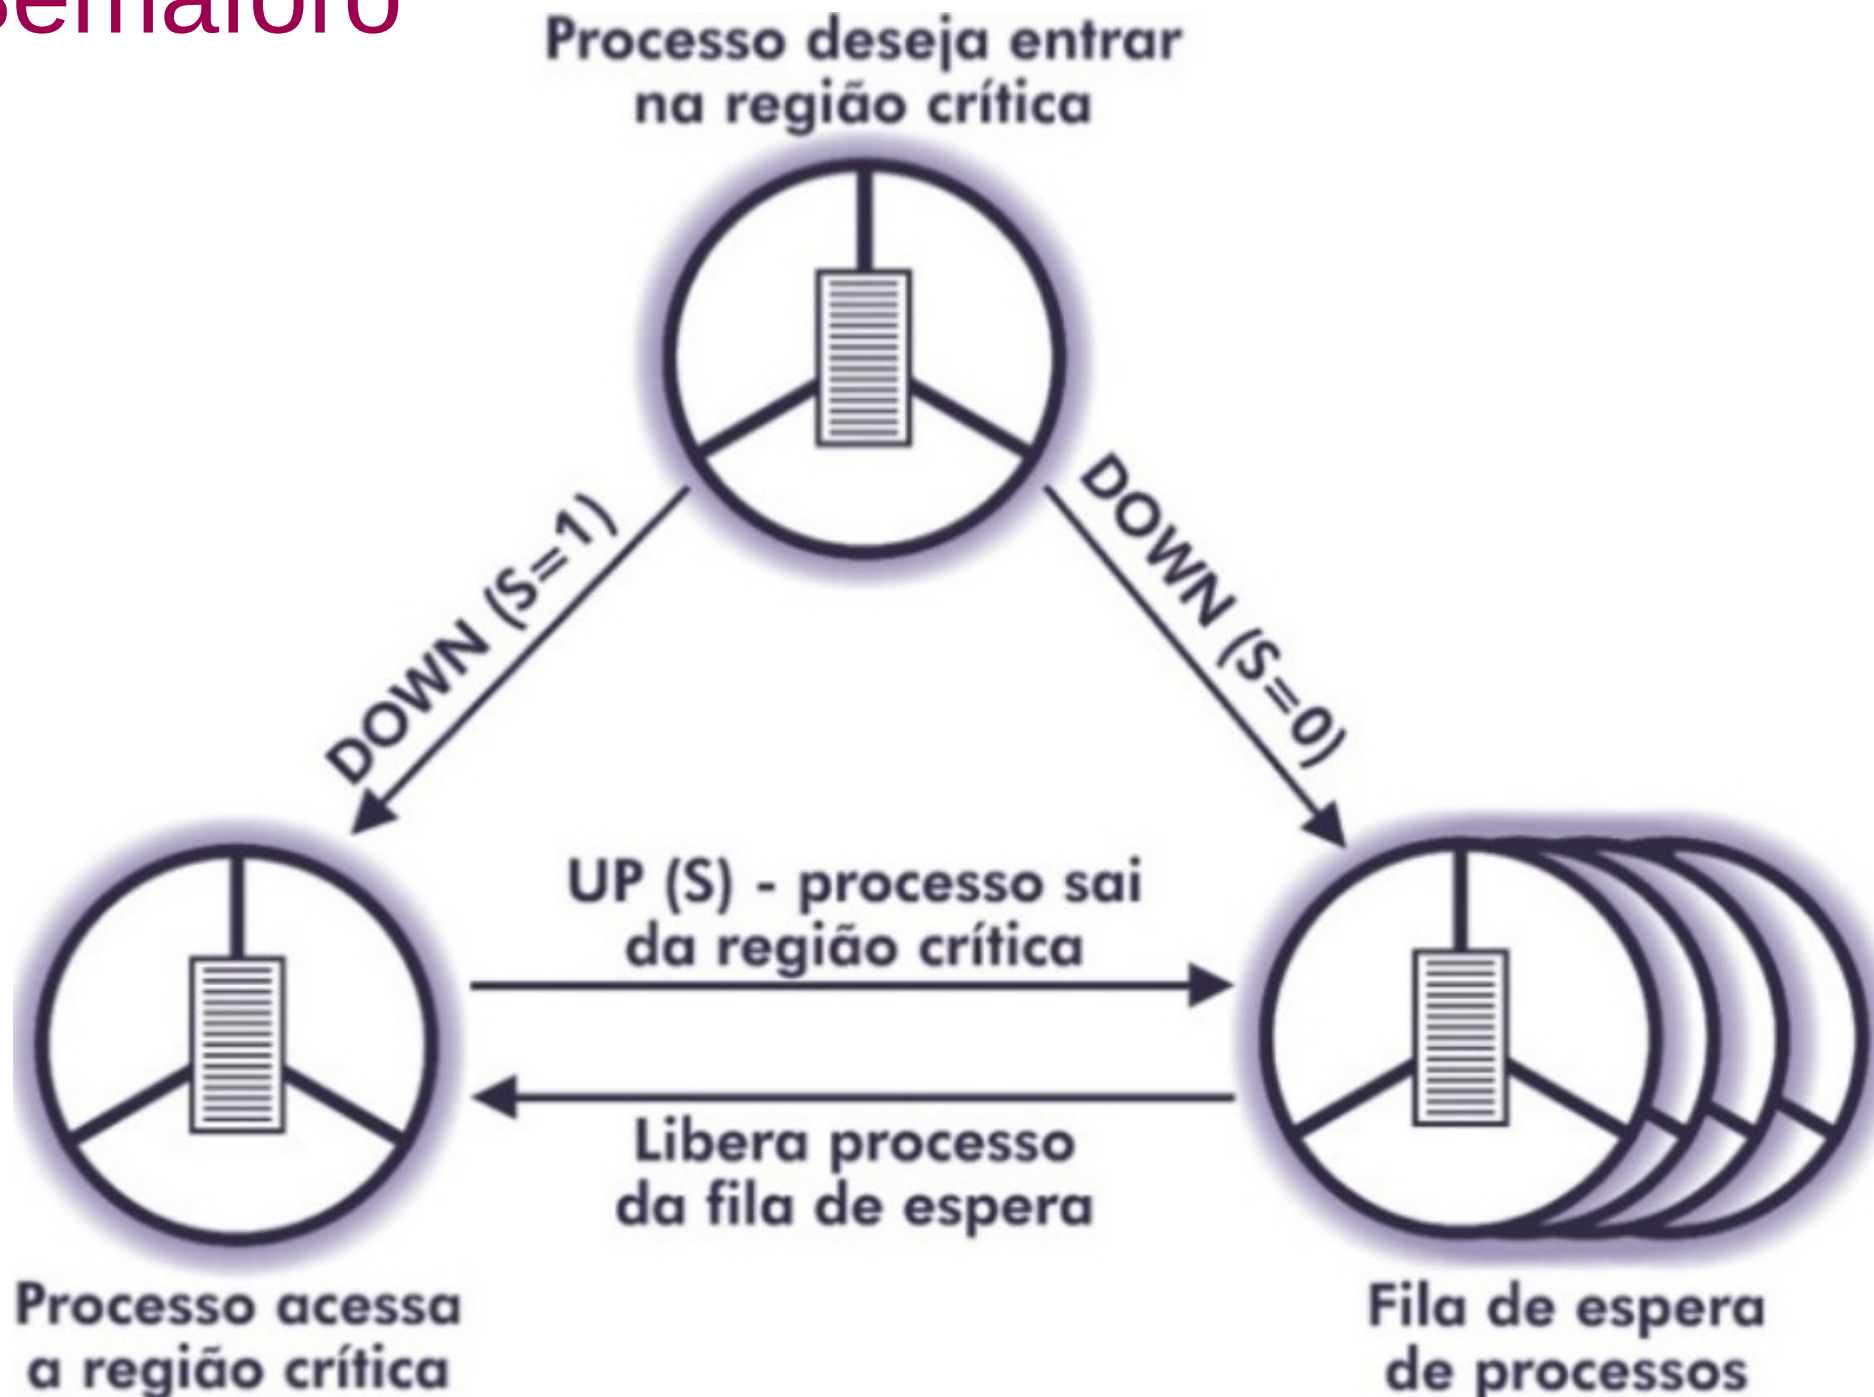 Semáforo
Processo deseja entrar
na região crítica
DOWN (S=1)
DOWN (S=0)
UP (S) - processo sai
da região crítica
Libera processo
da fila de espera
Processo acessa
a região crítica
Fila de espera
de processos